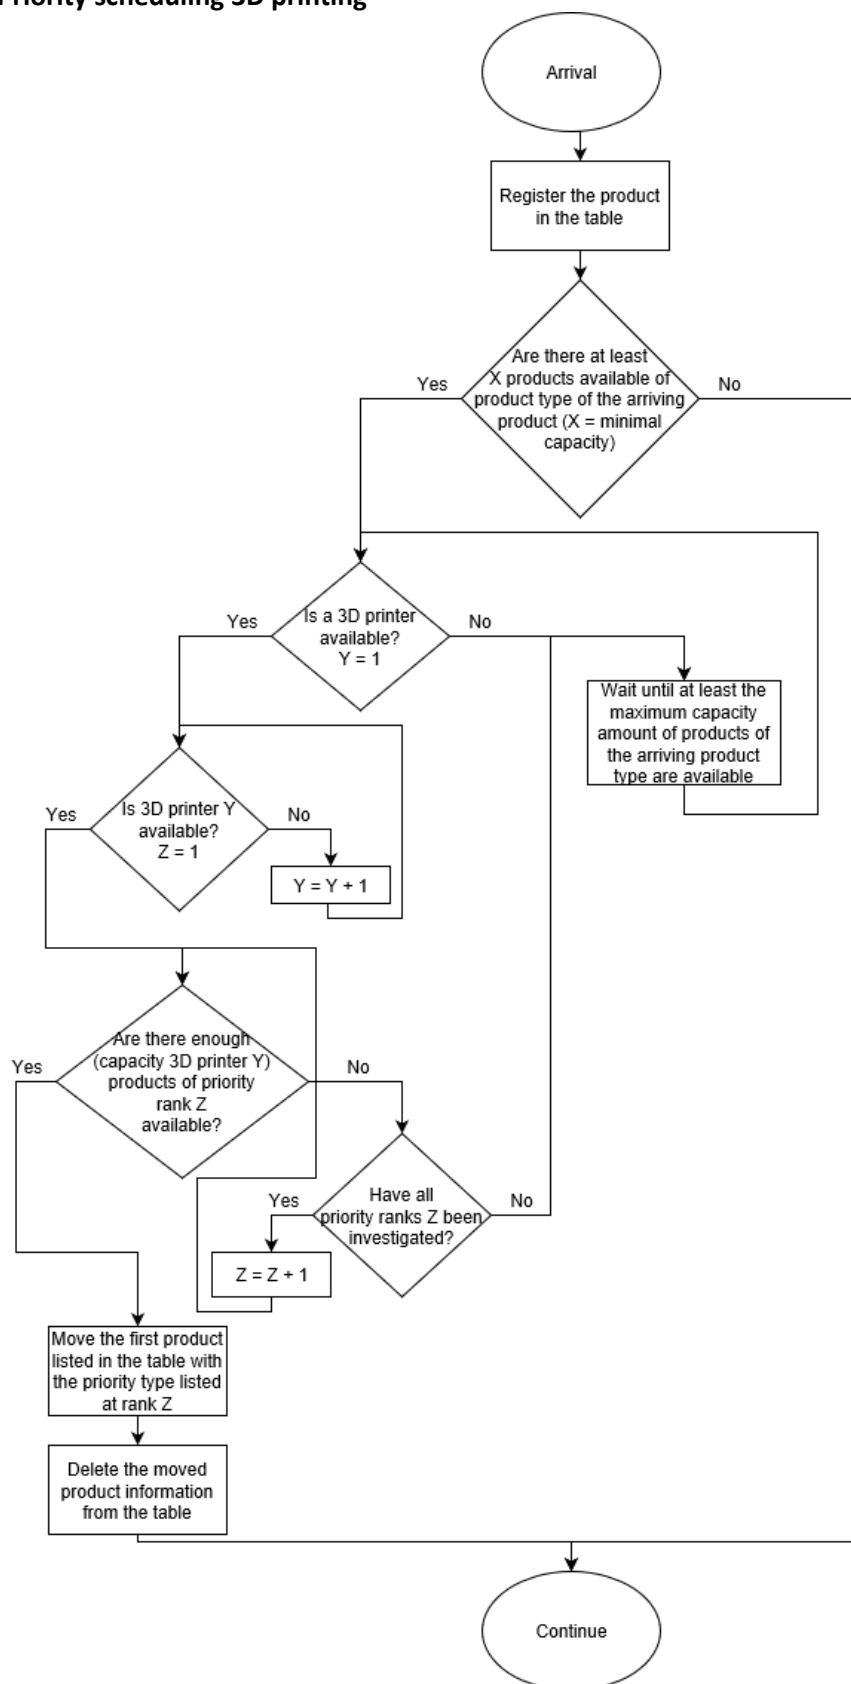 Priority scheduling 3D printing
Arrival
Register the product
in the table
Are there at least
X products available of
product type of the arriving
product (X = minimal
capacity)
Yes
No
Is a 3D printer
available?
Y = 1
Yes
No
Wait until at least the
maximum capacity
amount of products of
the arriving product
type are available
Is 3D printer Y
available?
Z = 1
Yes
No
Y = Y + 1
Are there enough
(capacity 3D printer Y)
products of priority
rank Z
available?
Yes
No
Have all
priority ranks Z been
investigated?
Yes
No
Z = Z + 1
Move the first product
listed in the table with
the priority type listed
at rank Z
Delete the moved
product information
from the table
Continue